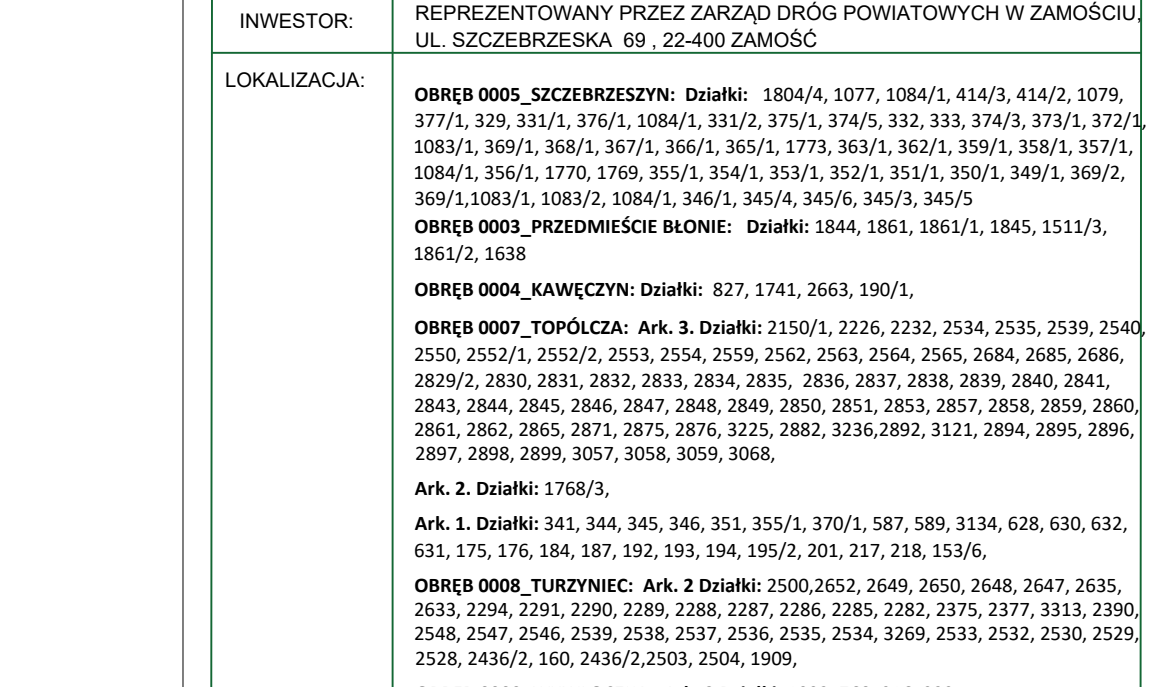 INWESTOR:
REPREZENTOWANY PRZEZ ZARZĄD DRÓG POWIATOWYCH W ZAMOŚCIU,
UL. SZCZEBRZESKA 69 , 22-400 ZAMOŚĆ
LOKALIZACJA:
OBRĘB 0005_SZCZEBRZESZYN: Działki: 1804/4, 1077, 1084/1, 414/3, 414/2, 1079,
377/1, 329, 331/1, 376/1, 1084/1, 331/2, 375/1, 374/5, 332, 333, 374/3, 373/1, 372/1,
1083/1, 369/1, 368/1, 367/1, 366/1, 365/1, 1773, 363/1, 362/1, 359/1, 358/1, 357/1,
1084/1, 356/1, 1770, 1769, 355/1, 354/1, 353/1, 352/1, 351/1, 350/1, 349/1, 369/2,
369/1,1083/1, 1083/2, 1084/1, 346/1, 345/4, 345/6, 345/3, 345/5
OBRĘB 0003_PRZEDMIEŚCIE BŁONIE: Działki: 1844, 1861, 1861/1, 1845, 1511/3,
1861/2, 1638
OBRĘB 0004_KAWĘCZYN: Działki: 827, 1741, 2663, 190/1,
OBRĘB 0007_TOPÓLCZA: Ark. 3. Działki: 2150/1, 2226, 2232, 2534, 2535, 2539, 2540,
2550, 2552/1, 2552/2, 2553, 2554, 2559, 2562, 2563, 2564, 2565, 2684, 2685, 2686,
2829/2, 2830, 2831, 2832, 2833, 2834, 2835, 2836, 2837, 2838, 2839, 2840, 2841,
2843, 2844, 2845, 2846, 2847, 2848, 2849, 2850, 2851, 2853, 2857, 2858, 2859, 2860,
2861, 2862, 2865, 2871, 2875, 2876, 3225, 2882, 3236,2892, 3121, 2894, 2895, 2896,
2897, 2898, 2899, 3057, 3058, 3059, 3068,
Ark. 2. Działki: 1768/3,
Ark. 1. Działki: 341, 344, 345, 346, 351, 355/1, 370/1, 587, 589, 3134, 628, 630, 632,
631, 175, 176, 184, 187, 192, 193, 194, 195/2, 201, 217, 218, 153/6,
OBRĘB 0008_TURZYNIEC: Ark. 2 Działki: 2500,2652, 2649, 2650, 2648, 2647, 2635,
2633, 2294, 2291, 2290, 2289, 2288, 2287, 2286, 2285, 2282, 2375, 2377, 3313, 2390,
2548, 2547, 2546, 2539, 2538, 2537, 2536, 2535, 2534, 3269, 2533, 2532, 2530, 2529,
2528, 2436/2, 160, 2436/2,2503, 2504, 1909,